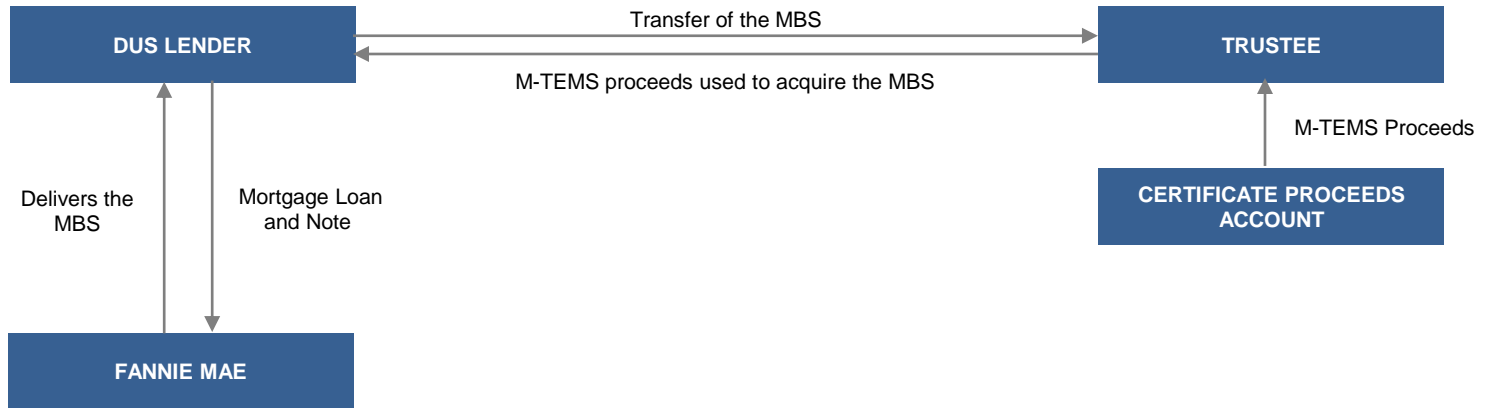 Transfer of the MBS
DUS LENDER
TRUSTEE
M-TEMS proceeds used to acquire the MBS
M-TEMS Proceeds
Delivers the
MBS
Mortgage Loan
and Note
CERTIFICATE PROCEEDS
ACCOUNT
FANNIE MAE